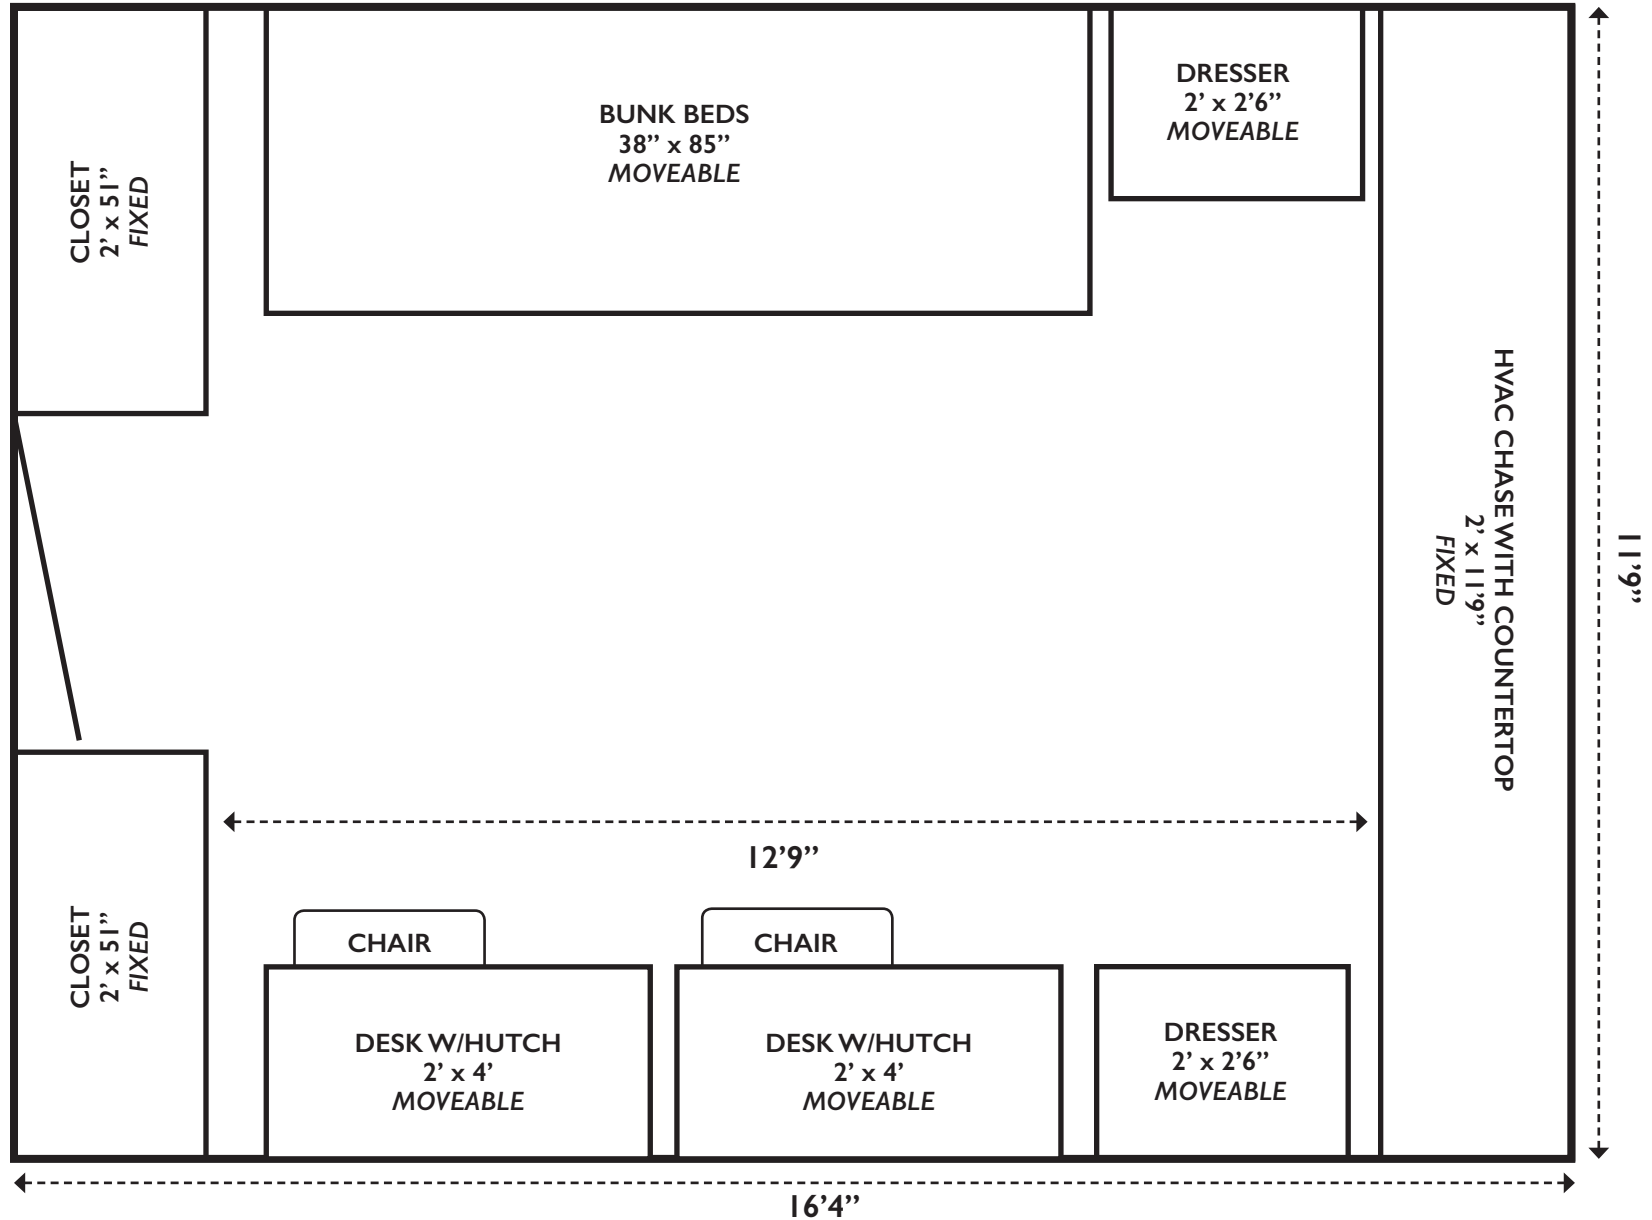 BUNK BEDS
38” x 85”
MOVEABLE
DRESSER
2’ x 2’6”
MOVEABLE
CLOSET
2’ x 51”
FIXED
HVAC CHASE WITH COUNTERTOP
2’ x 11’9”
FIXED
11’9”
12’9”
CLOSET
2’ x 51”
FIXED
CHAIR
CHAIR
DESK W/HUTCH
2’ x 4’
MOVEABLE
DESK W/HUTCH
2’ x 4’
MOVEABLE
DRESSER
2’ x 2’6”
MOVEABLE
16’4”